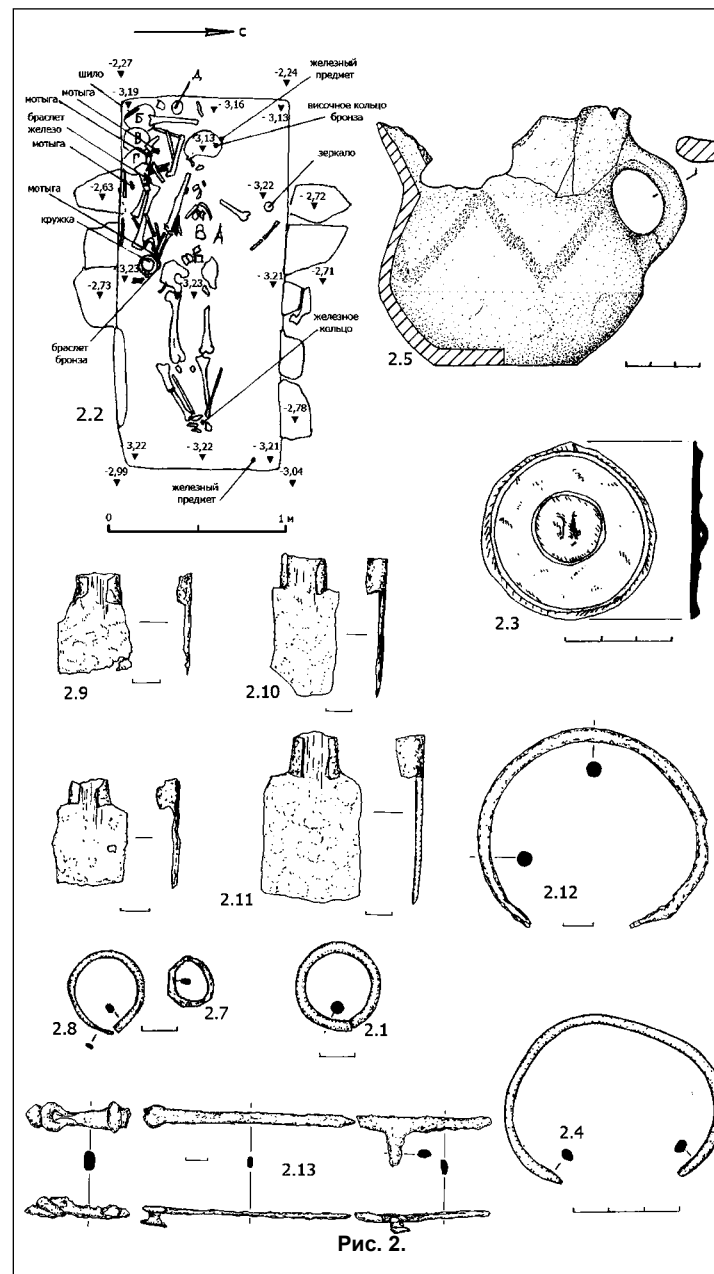 С
-2,27
шило
мотыга
мотыга
браслет
железо
мотыга
мотыга
кружка
браслет
бронза
Д
железный
предмет
-2,24
височное кольцо
бронза
зеркало
- 3,19
- 3,16
- 3,13
Б
В
Г
-3,13
-2,63
- 3,22
-2,72
В А
-3,23
-3,23
- 3,21
-2,71
-2,73
железное
кольцо
2.2
-2,78
3,22
- 3,22
-3,21
-2,99
-3,04
железный
предмет
0
1 м
2.5
2.3
2.9
2.10
2.11
2.12
2.8
2.7
2.1
2.4
2.13
Рис. 2.